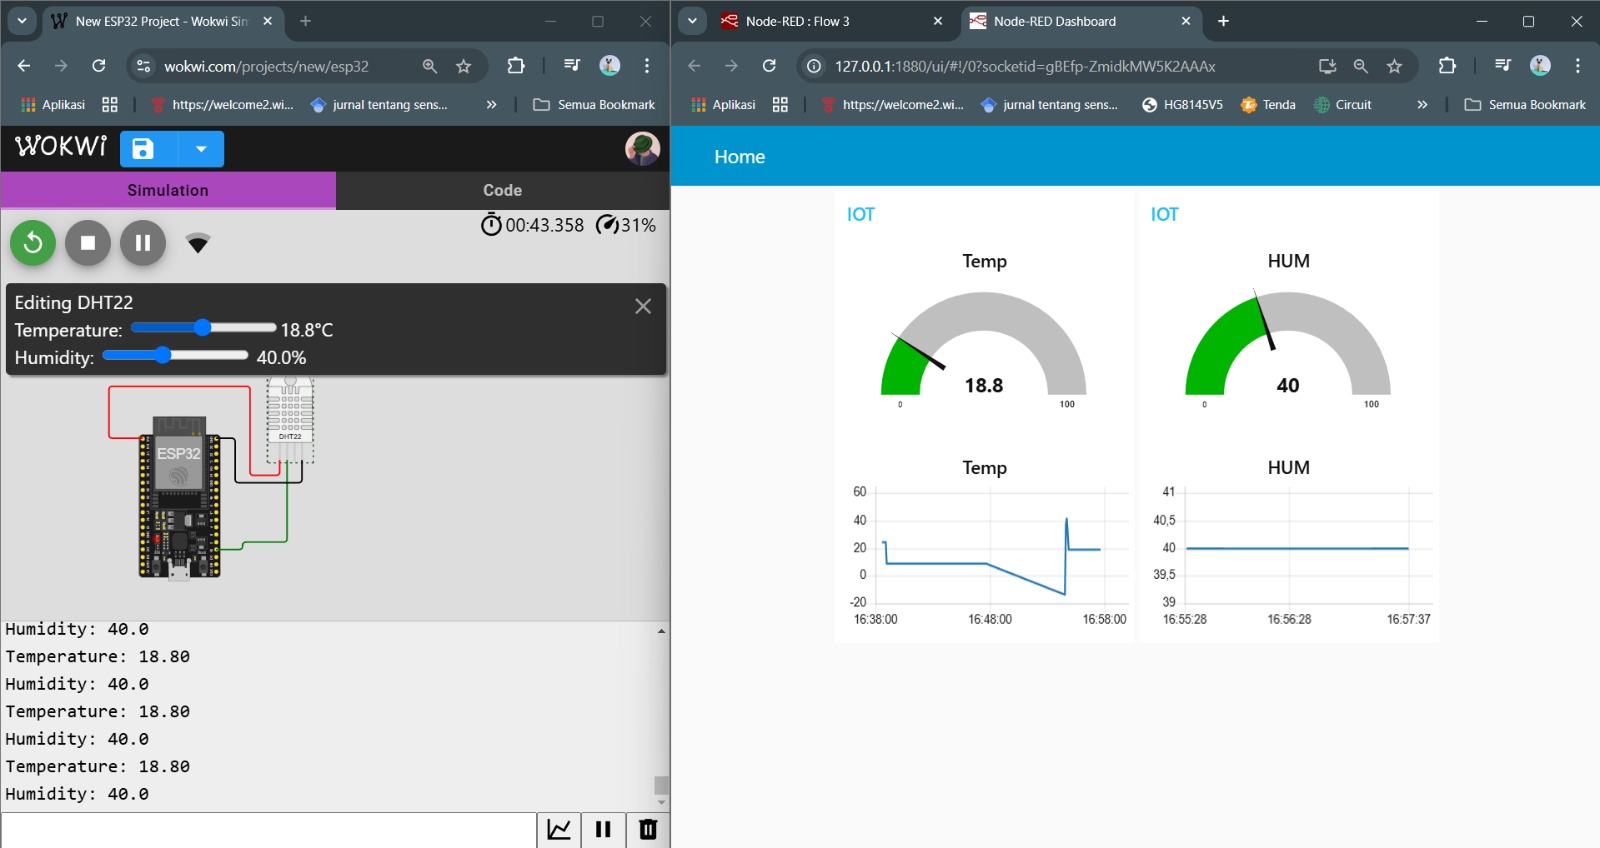 New ESP32 Project - Wokwi Sim
wokwi.com/projects/new/esp32
Aplikasi
https://welcome2.wi...
jurnal tentang sens...
»
Semua Bookmark
WOKWi
Simulation
Code
00:43.358
31%
Editing DHT22
Temperature: 18.8°C
Humidity: 40.0%
DHT22
ESP32
Humidity: 40.0
Temperature: 18.80
Humidity: 40.0
Temperature: 18.80
Humidity: 40.0
Temperature: 18.80
Humidity: 40.0
Node-RED : Flow 3
Node-RED Dashboard
127.0.0.1:1880/ui/#!/0?socketid=gBEfp-ZmidkMW5K2AAAx
Aplikasi
https://welcome2.wi...
jurnal tentang sens...
HG8145V5
Tenda
Circuit
»
Semua Bookmark
Home
IOT
Temp
18.8
0
100
Temp
60
40
20
0
-20
16:38:00
16:48:00
16:58:00
IOT
HUM
40
0
100
HUM
41
40,5
40
39,5
39
16:55:28
16:56:28
16:57:37